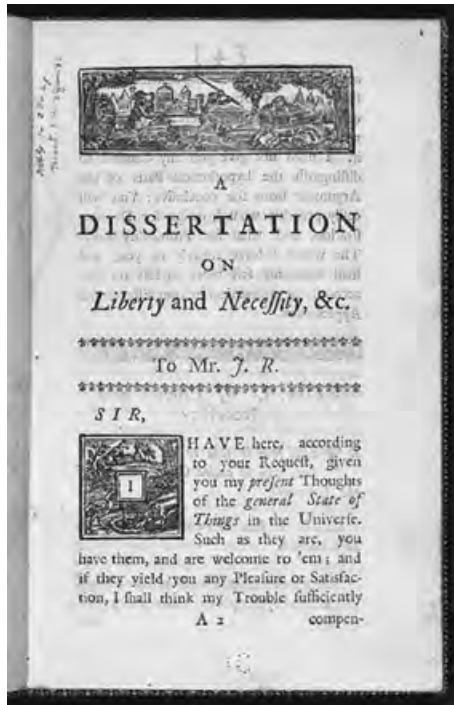 A
DISSERTATION
ON
Liberty and Neceſſity, &c.
To Mr. J. R.
SIR,
I HAVE here, according
to your Requeſt, given
you my preſent Thoughts
of the general State of
Things in the Univerſe.
Such as they are, you
have them, and are welcome to 'em; and
if they yield you any Pleaſure or Satisfac-
tion, I ſhall think my Trouble ſufficiently
A 2 compen-